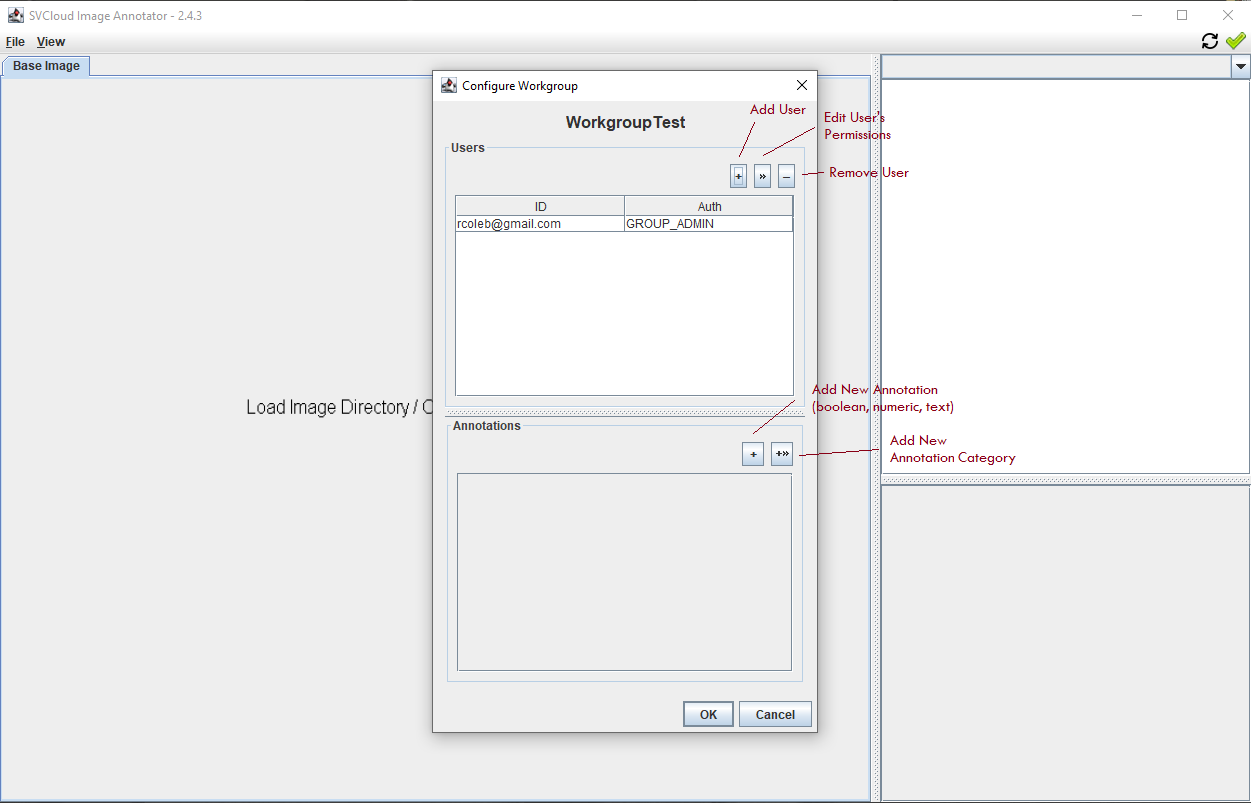 SVCloud Image Annotator - 2.4.3
File View
Base Image
Configure Workgroup
WorkgroupTest
Add User
Edit User's
Permissions
Remove User
Users
+ » –
ID Auth
rcoleb@gmail.com GROUP_ADMIN
Load Image Directory /
Add New Annotation
(boolean, numeric, text)
Annotations
+ +»
Add New
Annotation Category
OK Cancel